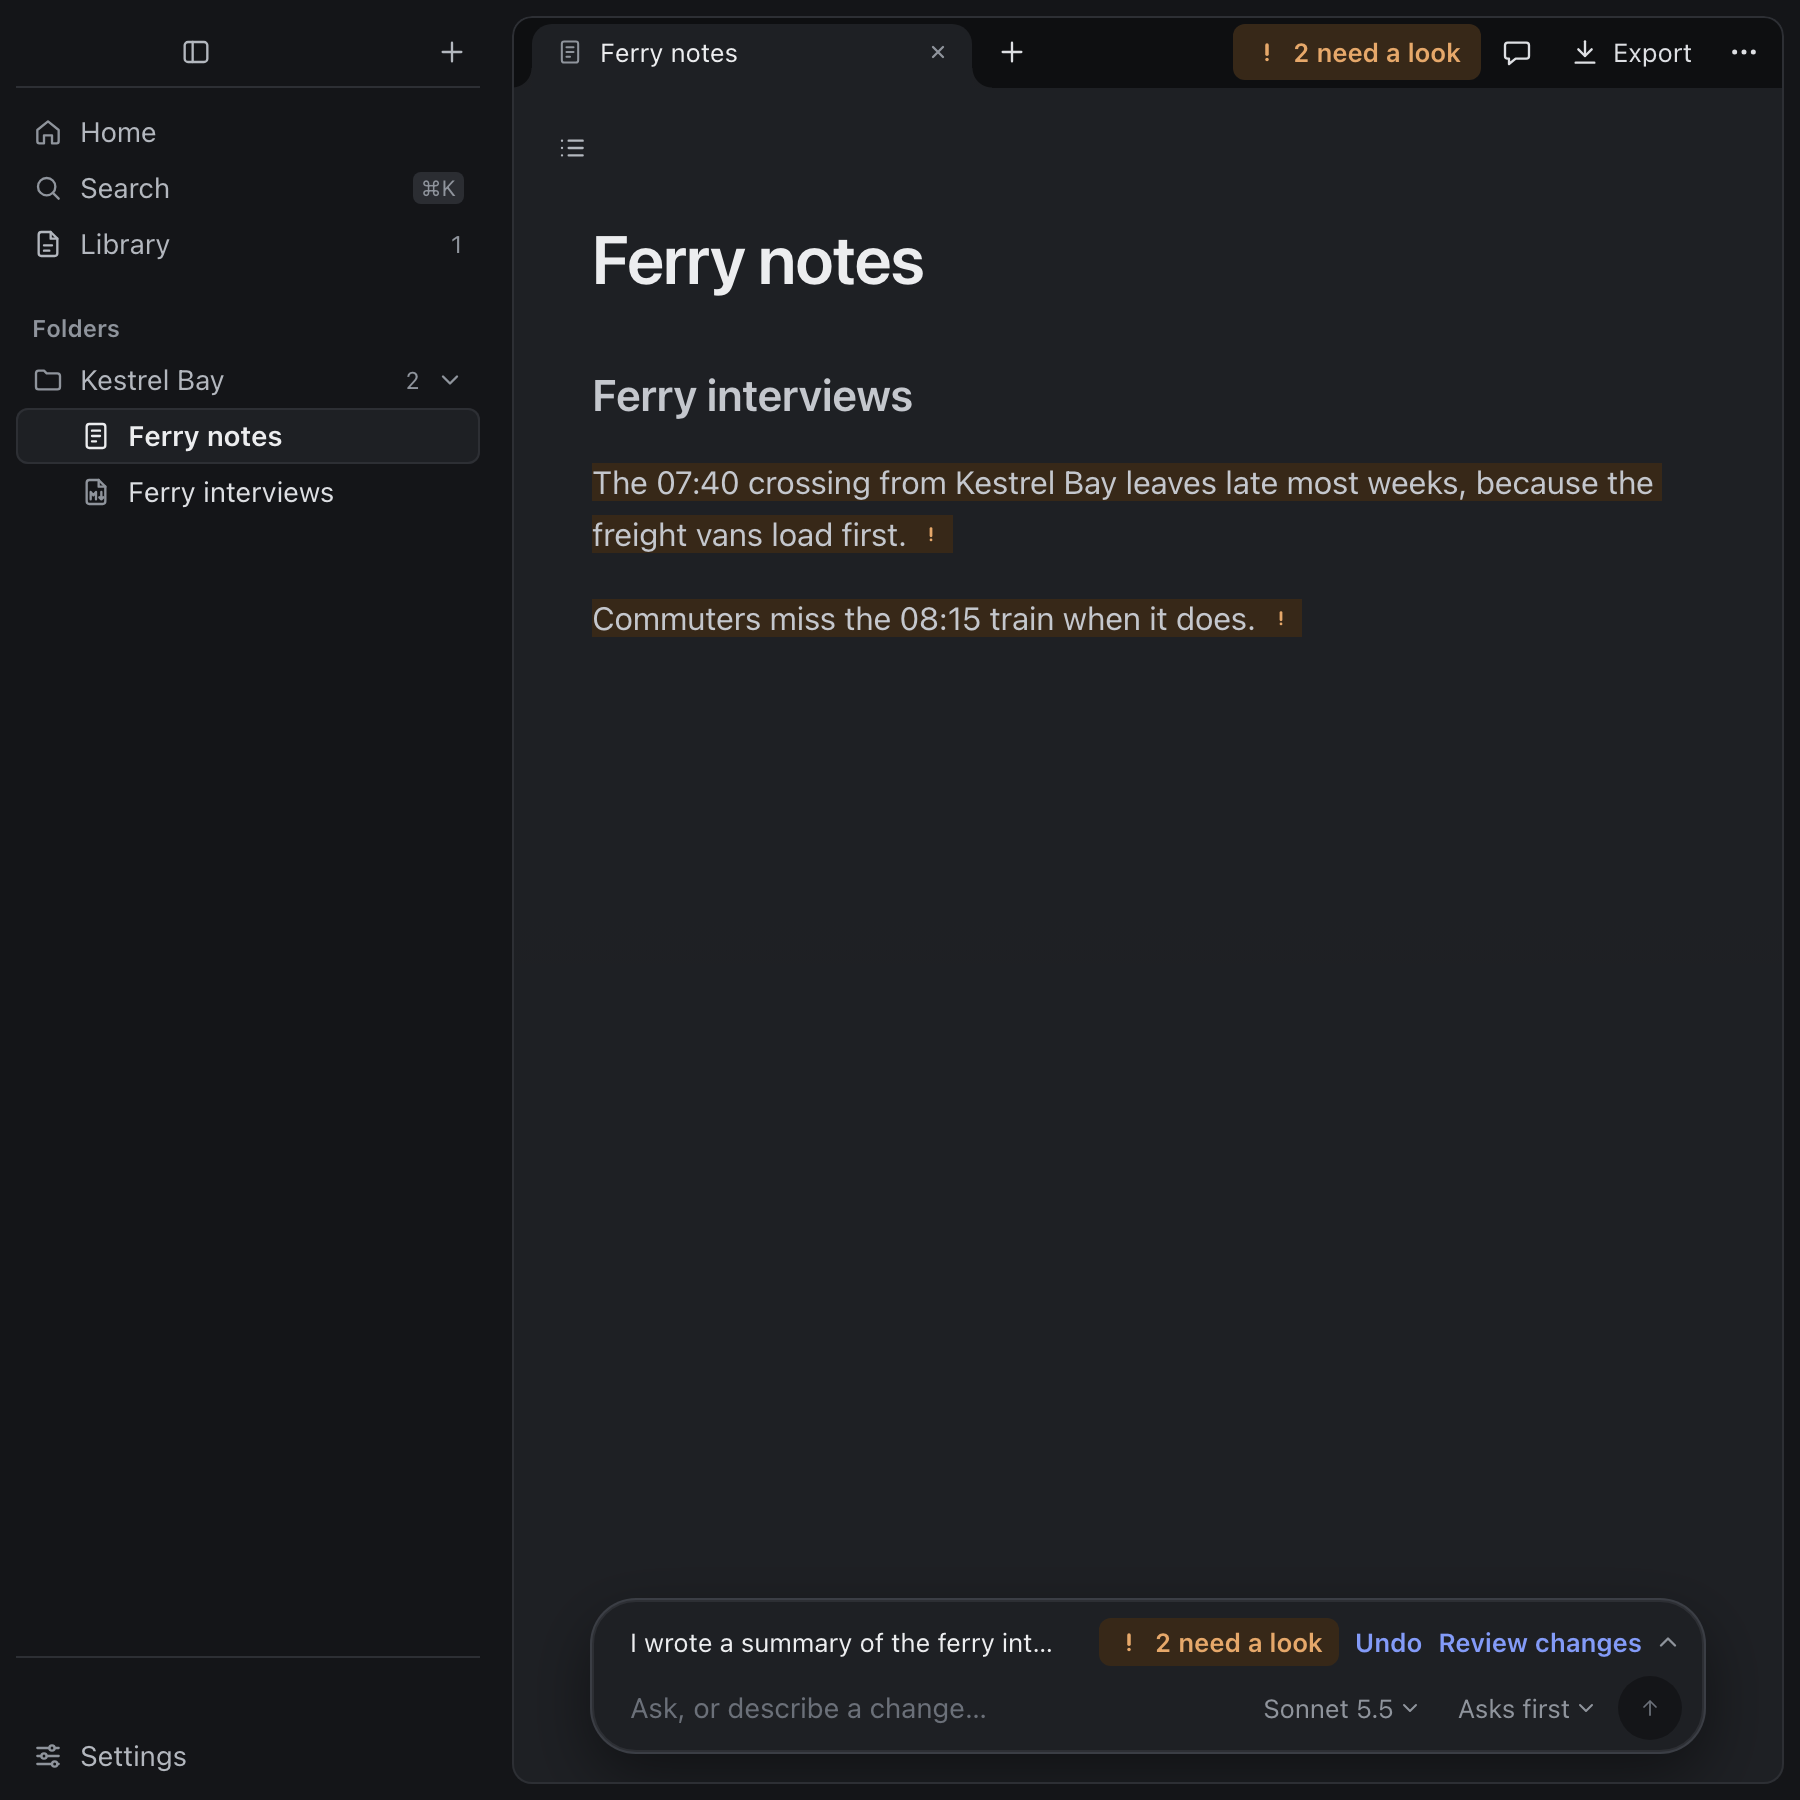 Home
Search ⌘K
Library 1
Folders
Kestrel Bay 2
Ferry notes
Ferry interviews
Settings
Ferry notes
! 2 need a look
Export
Ferry notes
Ferry interviews
The 07:40 crossing from Kestrel Bay leaves late most weeks, because the
freight vans load first. !
Commuters miss the 08:15 train when it does. !
I wrote a summary of the ferry int...
! 2 need a look
Undo
Review changes
Ask, or describe a change...
Sonnet 5.5
Asks first